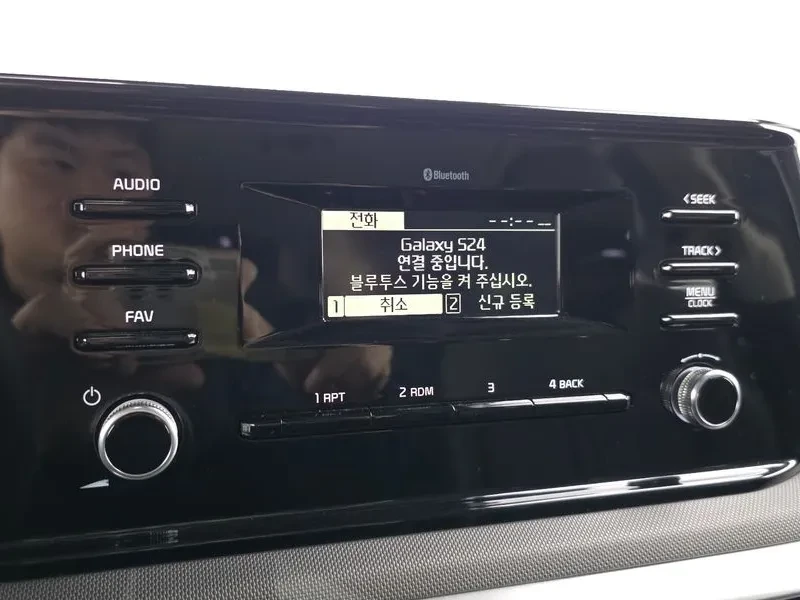 Bluetooth
AUDIO
PHONE
FAV
전화 --:-- __
Galaxy S24
연결 중입니다.
블루투스 기능을 켜 주십시오.
1 취소 2 신규 등록
< SEEK
TRACK >
MENU
CLOCK
1 RPT 2 RDM 3 4 BACK